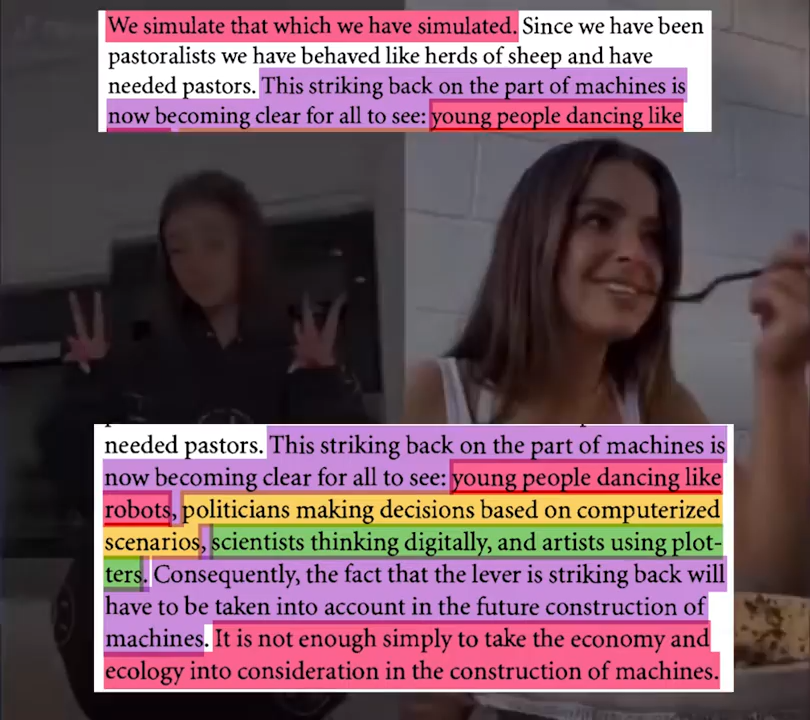 We simulate that which we have simulated. Since we have been
pastoralists we have behaved like herds of sheep and have
needed pastors. This striking back on the part of machines is
now becoming clear for all to see: young people dancing like
needed pastors. This striking back on the part of machines is
now becoming clear for all to see: young people dancing like
robots, politicians making decisions based on computerized
scenarios, scientists thinking digitally, and artists using plot-
ters. Consequently, the fact that the lever is striking back will
have to be taken into account in the future construction of
machines. It is not enough simply to take the economy and
ecology into consideration in the construction of machines.